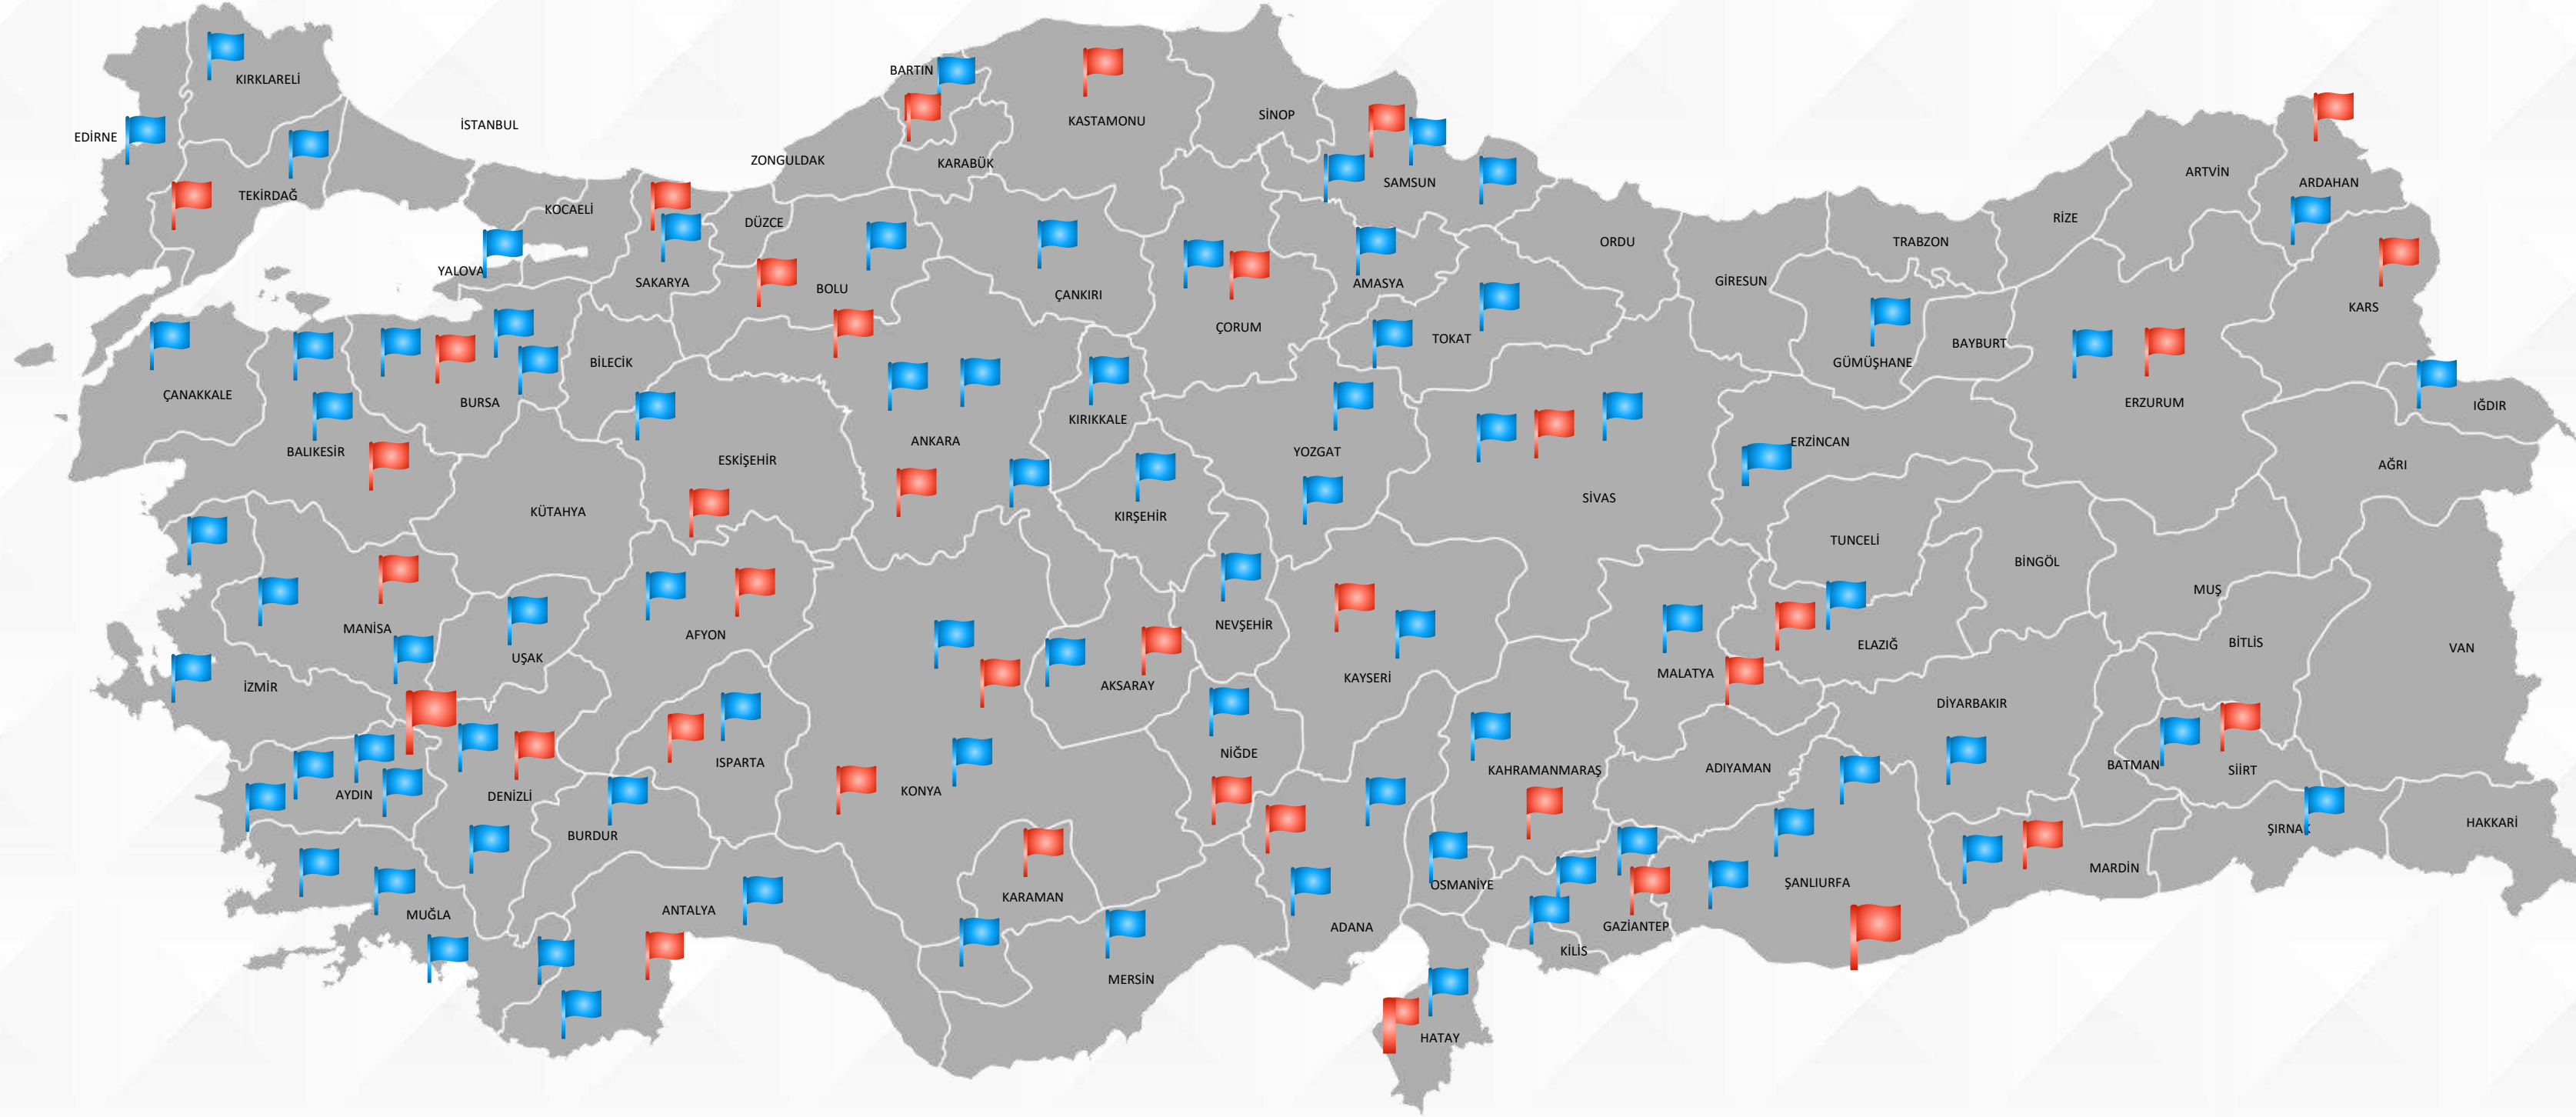 KIRKLARELİ
EDİRNE
İSTANBUL
TEKİRDAĞ
BARTIN
KASTAMONU
SİNOP
ZONGULDAK
KARABÜK
SAMSUN
ARTVİN
ARDAHAN
KOCAELİ
DÜZCE
ORDU
TRABZON
RİZE
YALOVA
SAKARYA
BOLU
ÇANKIRI
AMASYA
GİRESUN
KARS
ÇORUM
TOKAT
GÜMÜŞHANE
BAYBURT
BİLECİK
ÇANAKKALE
BURSA
KIRIKKALE
ERZURUM
IĞDIR
BALIKESİR
ESKİŞEHİR
ANKARA
YOZGAT
ERZİNCAN
AĞRI
KÜTAHYA
KIRŞEHİR
SİVAS
TUNCELİ
BİNGÖL
MUŞ
MANİSA
UŞAK
AFYON
NEVŞEHİR
ELAZIĞ
BİTLİS
VAN
İZMİR
AKSARAY
KAYSERİ
MALATYA
DİYARBAKIR
ISPARTA
NİĞDE
KAHRAMANMARAŞ
ADIYAMAN
BATMAN
SİİRT
AYDIN
DENİZLİ
KONYA
BURDUR
ŞIRNAK
HAKKARİ
KARAMAN
OSMANİYE
ŞANLIURFA
MARDİN
MUĞLA
ANTALYA
ADANA
GAZİANTEP
KİLİS
MERSİN
HATAY